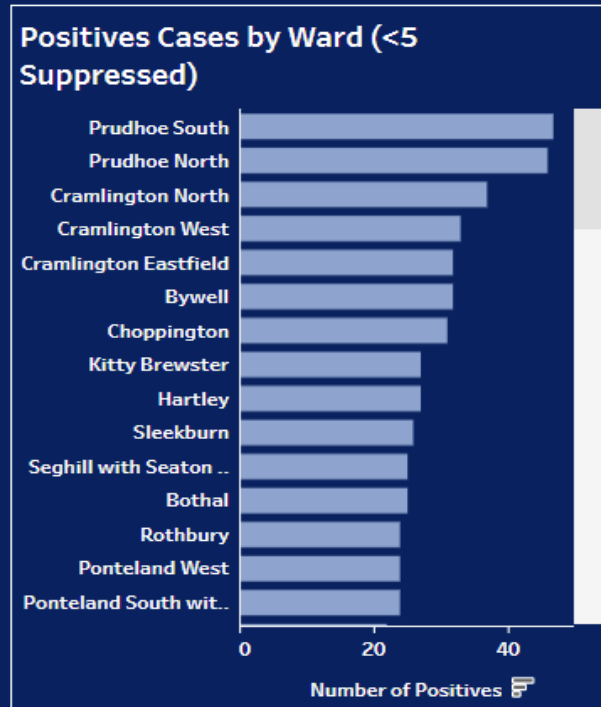 Positives Cases by Ward (<5
Suppressed)
Prudhoe South
Prudhoe North
Cramlington North
Cramlington West
Cramlington Eastfield
Bywell
Choppington
Kitty Brewster
Hartley
Sleekburn
Seghill with Seaton ..
Bothal
Rothbury
Ponteland West
Ponteland South wit..
0 20 40
Number of Positives